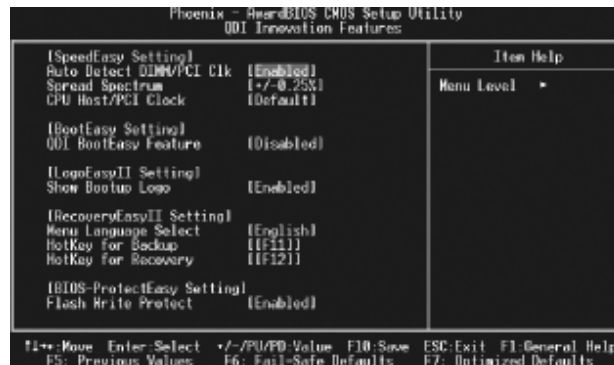 Phoenix - AwardBIOS CMOS Setup Utility
QDI Innovation Features
[SpeedEasy Setting]
Auto Detect DIMM/PCI Clk [Enabled]
Spread Spectrum [+/-0.25%]
CPU Host/PCI Clock [Default]
[BootEasy Setting]
QDI BootEasy Feature [Disabled]
[LogoEasyII Setting]
Show Bootup Logo [Enabled]
[RecoveryEasyII Setting]
Menu Language Select [English]
HotKey for Backup [[F11]]
HotKey for Recovery [[F12]]
[BIOS-ProtectEasy Setting]
Flash Write Protect [Enabled]
Item Help
Menu Level ►
↑↓→←:Move Enter:Select +/-/PU/PD:Value F10:Save ESC:Exit F1:General Help
F5: Previous Values F6: Fail-Safe Defaults F7: Optimized Defaults